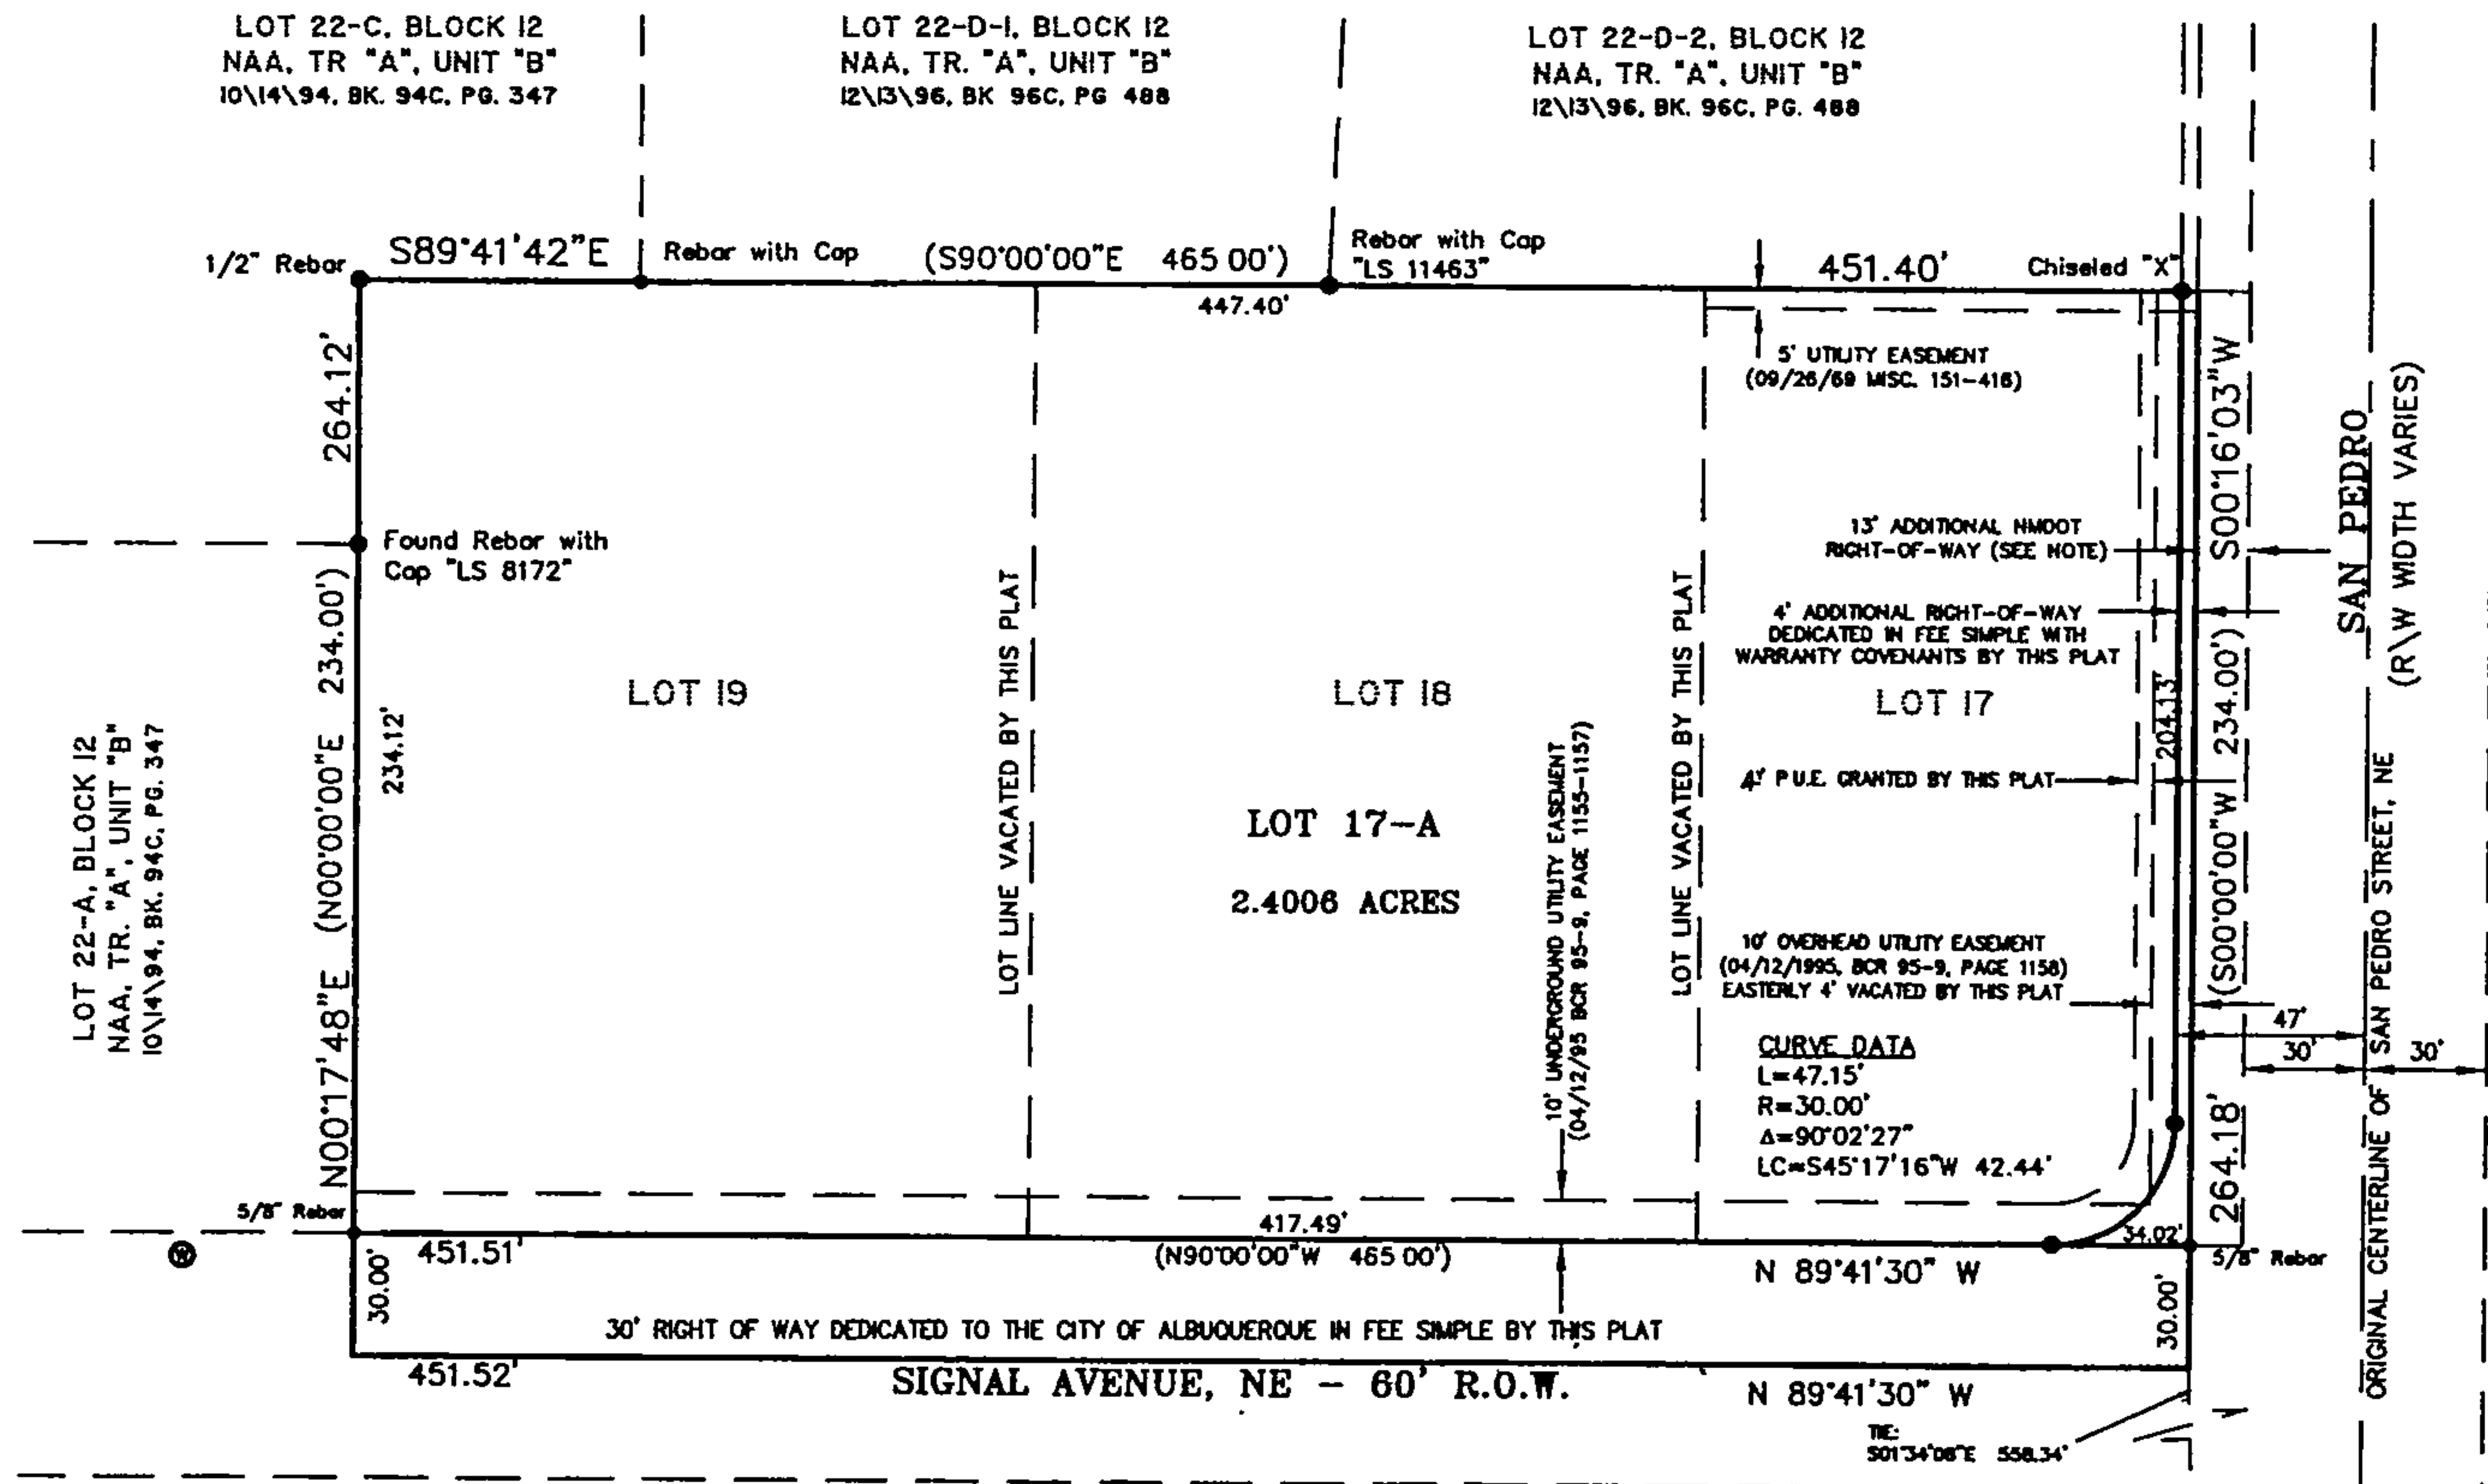 LOT 22-C, BLOCK 12
NAA, TR "A", UNIT "B"
10\14\94, BK. 94C, PG. 347
LOT 22-D-1, BLOCK 12
NAA, TR. "A", UNIT "B"
12\13\96, BK 96C, PG 488
LOT 22-D-2, BLOCK 12
NAA, TR. "A", UNIT "B"
12\13\96, BK. 96C, PG. 488
1/2" Rebar
S89°41'42"E
Rebar with Cap
(S90°00'00"E 465 00')
447.40'
Rebar with Cap
"LS 11463"
451.40'
Chiseled "X"
264.12'
5' UTILITY EASEMENT
(09/26/69 MISC. 151-416)
Found Rebar with
Cap "LS 8172"
(N00°00'00"E 234.00')
234.12'
N00°17'48"E
LOT 22-A, BLOCK 12
NAA, TR. "A", UNIT "B"
10\14\94, BK. 94C, PG. 347
LOT 19
LOT LINE VACATED BY THIS PLAT
LOT 18
LOT 17-A
2.4006 ACRES
10' UNDERGROUND UTILITY EASEMENT
(04/12/95 BCR 95-9, PAGE 1155-1157)
LOT LINE VACATED BY THIS PLAT
13' ADDITIONAL NMDOT
RIGHT-OF-WAY (SEE NOTE)
4' ADDITIONAL RIGHT-OF-WAY
DEDICATED IN FEE SIMPLE WITH
WARRANTY COVENANTS BY THIS PLAT
LOT 17
204.13'
4' P.U.E. GRANTED BY THIS PLAT
10' OVERHEAD UTILITY EASEMENT
(04/12/1995, BCR 95-9, PAGE 1158)
EASTERLY 4' VACATED BY THIS PLAT
CURVE DATA
L=47.15'
R=30.00'
Δ=90°02'27"
LC=S45°17'16"W 42.44'
S00°16'03"W
(S00°00'00"W 234.00')
264.18'
SAN PEDRO
(R\W WIDTH VARIES)
ORIGINAL CENTERLINE OF SAN PEDRO STREET, NE
47'
30'
30'
5/8" Rebar
W
451.51'
417.49'
(N90°00'00"W 465 00')
34.02'
N 89°41'30" W
5/8" Rebar
30.00'
30' RIGHT OF WAY DEDICATED TO THE CITY OF ALBUQUERQUE IN FEE SIMPLE BY THIS PLAT
30.00'
451.52'
SIGNAL AVENUE, NE - 60' R.O.W.
N 89°41'30" W
TIE:
S01°34'08"E 558.34'